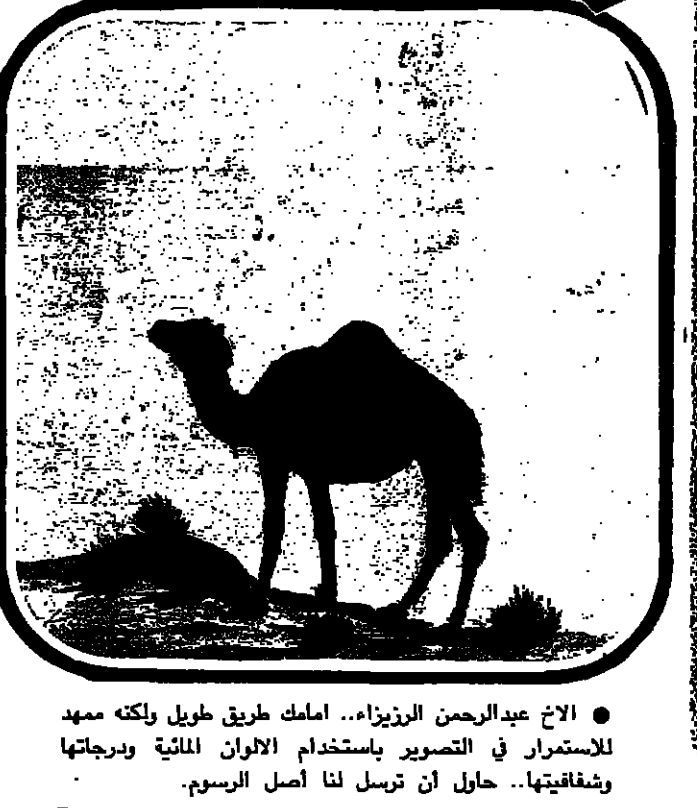 ● الاخ عبدالرحمن الرزيزاء.. امامك طريق طويل ولكنه ممهد
للاستمرار في التصوير باستخدام الالوان المائية ودرجاتها
وشفافيتها.. حاول أن ترسل لنا أصل الرسوم.